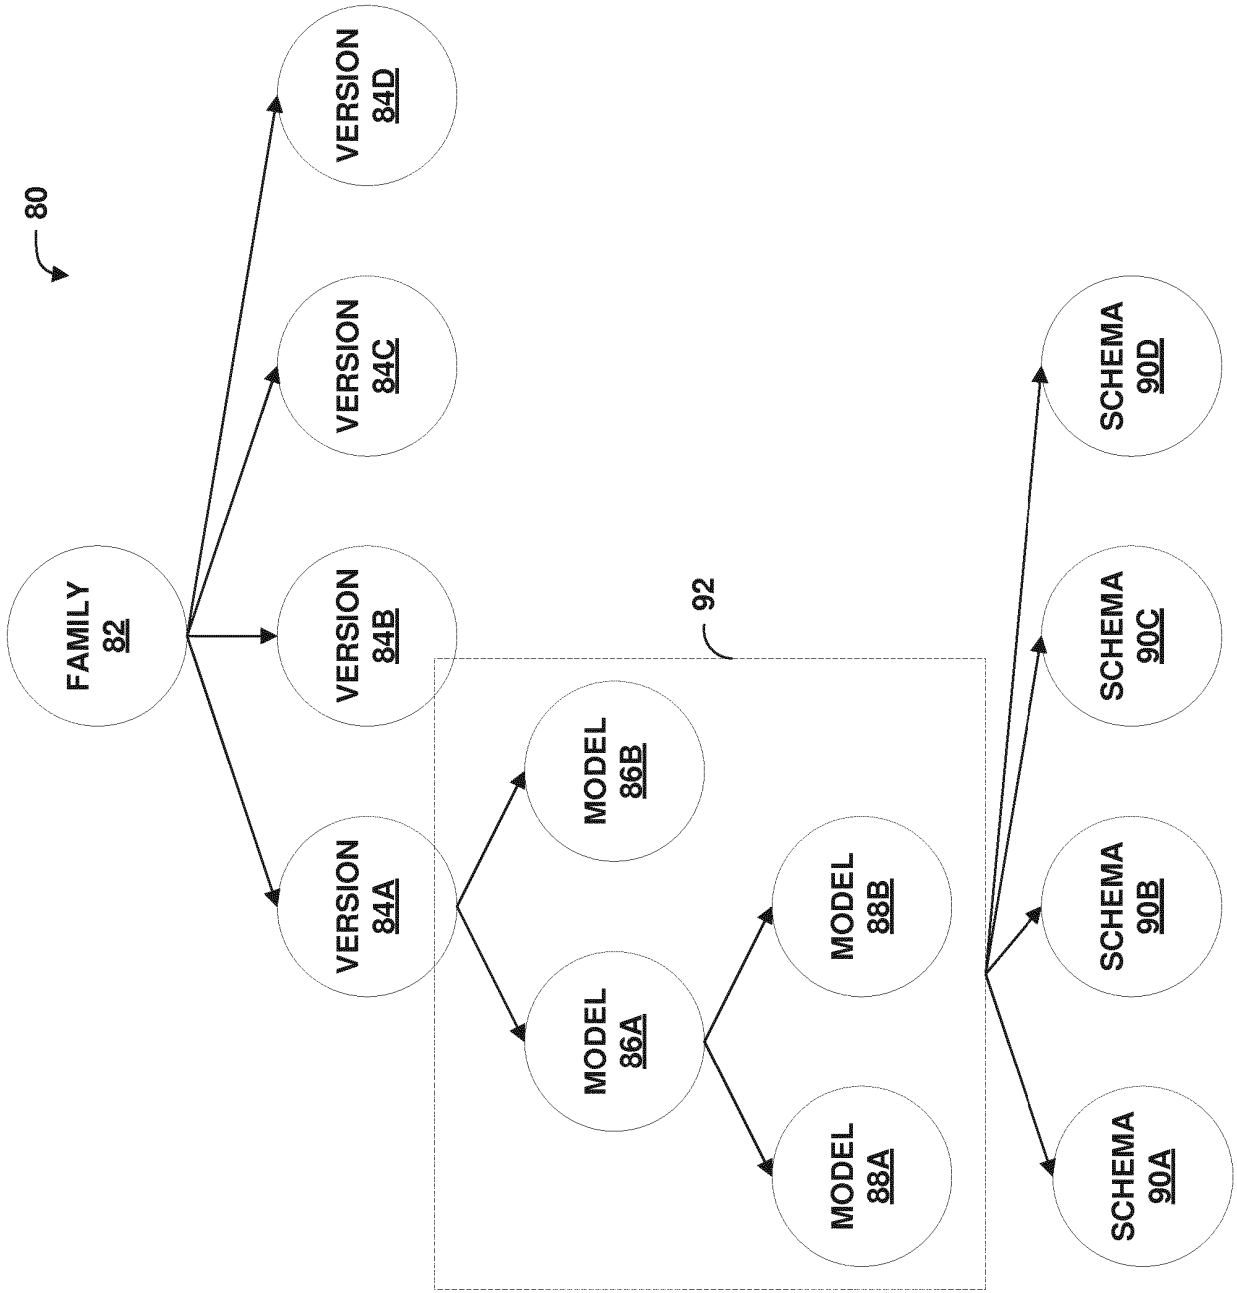 80
FAMILY
82
VERSION
84A
VERSION
84B
VERSION
84C
VERSION
84D
92
MODEL
86A
MODEL
86B
MODEL
88A
MODEL
88B
SCHEMA
90A
SCHEMA
90B
SCHEMA
90C
SCHEMA
90D